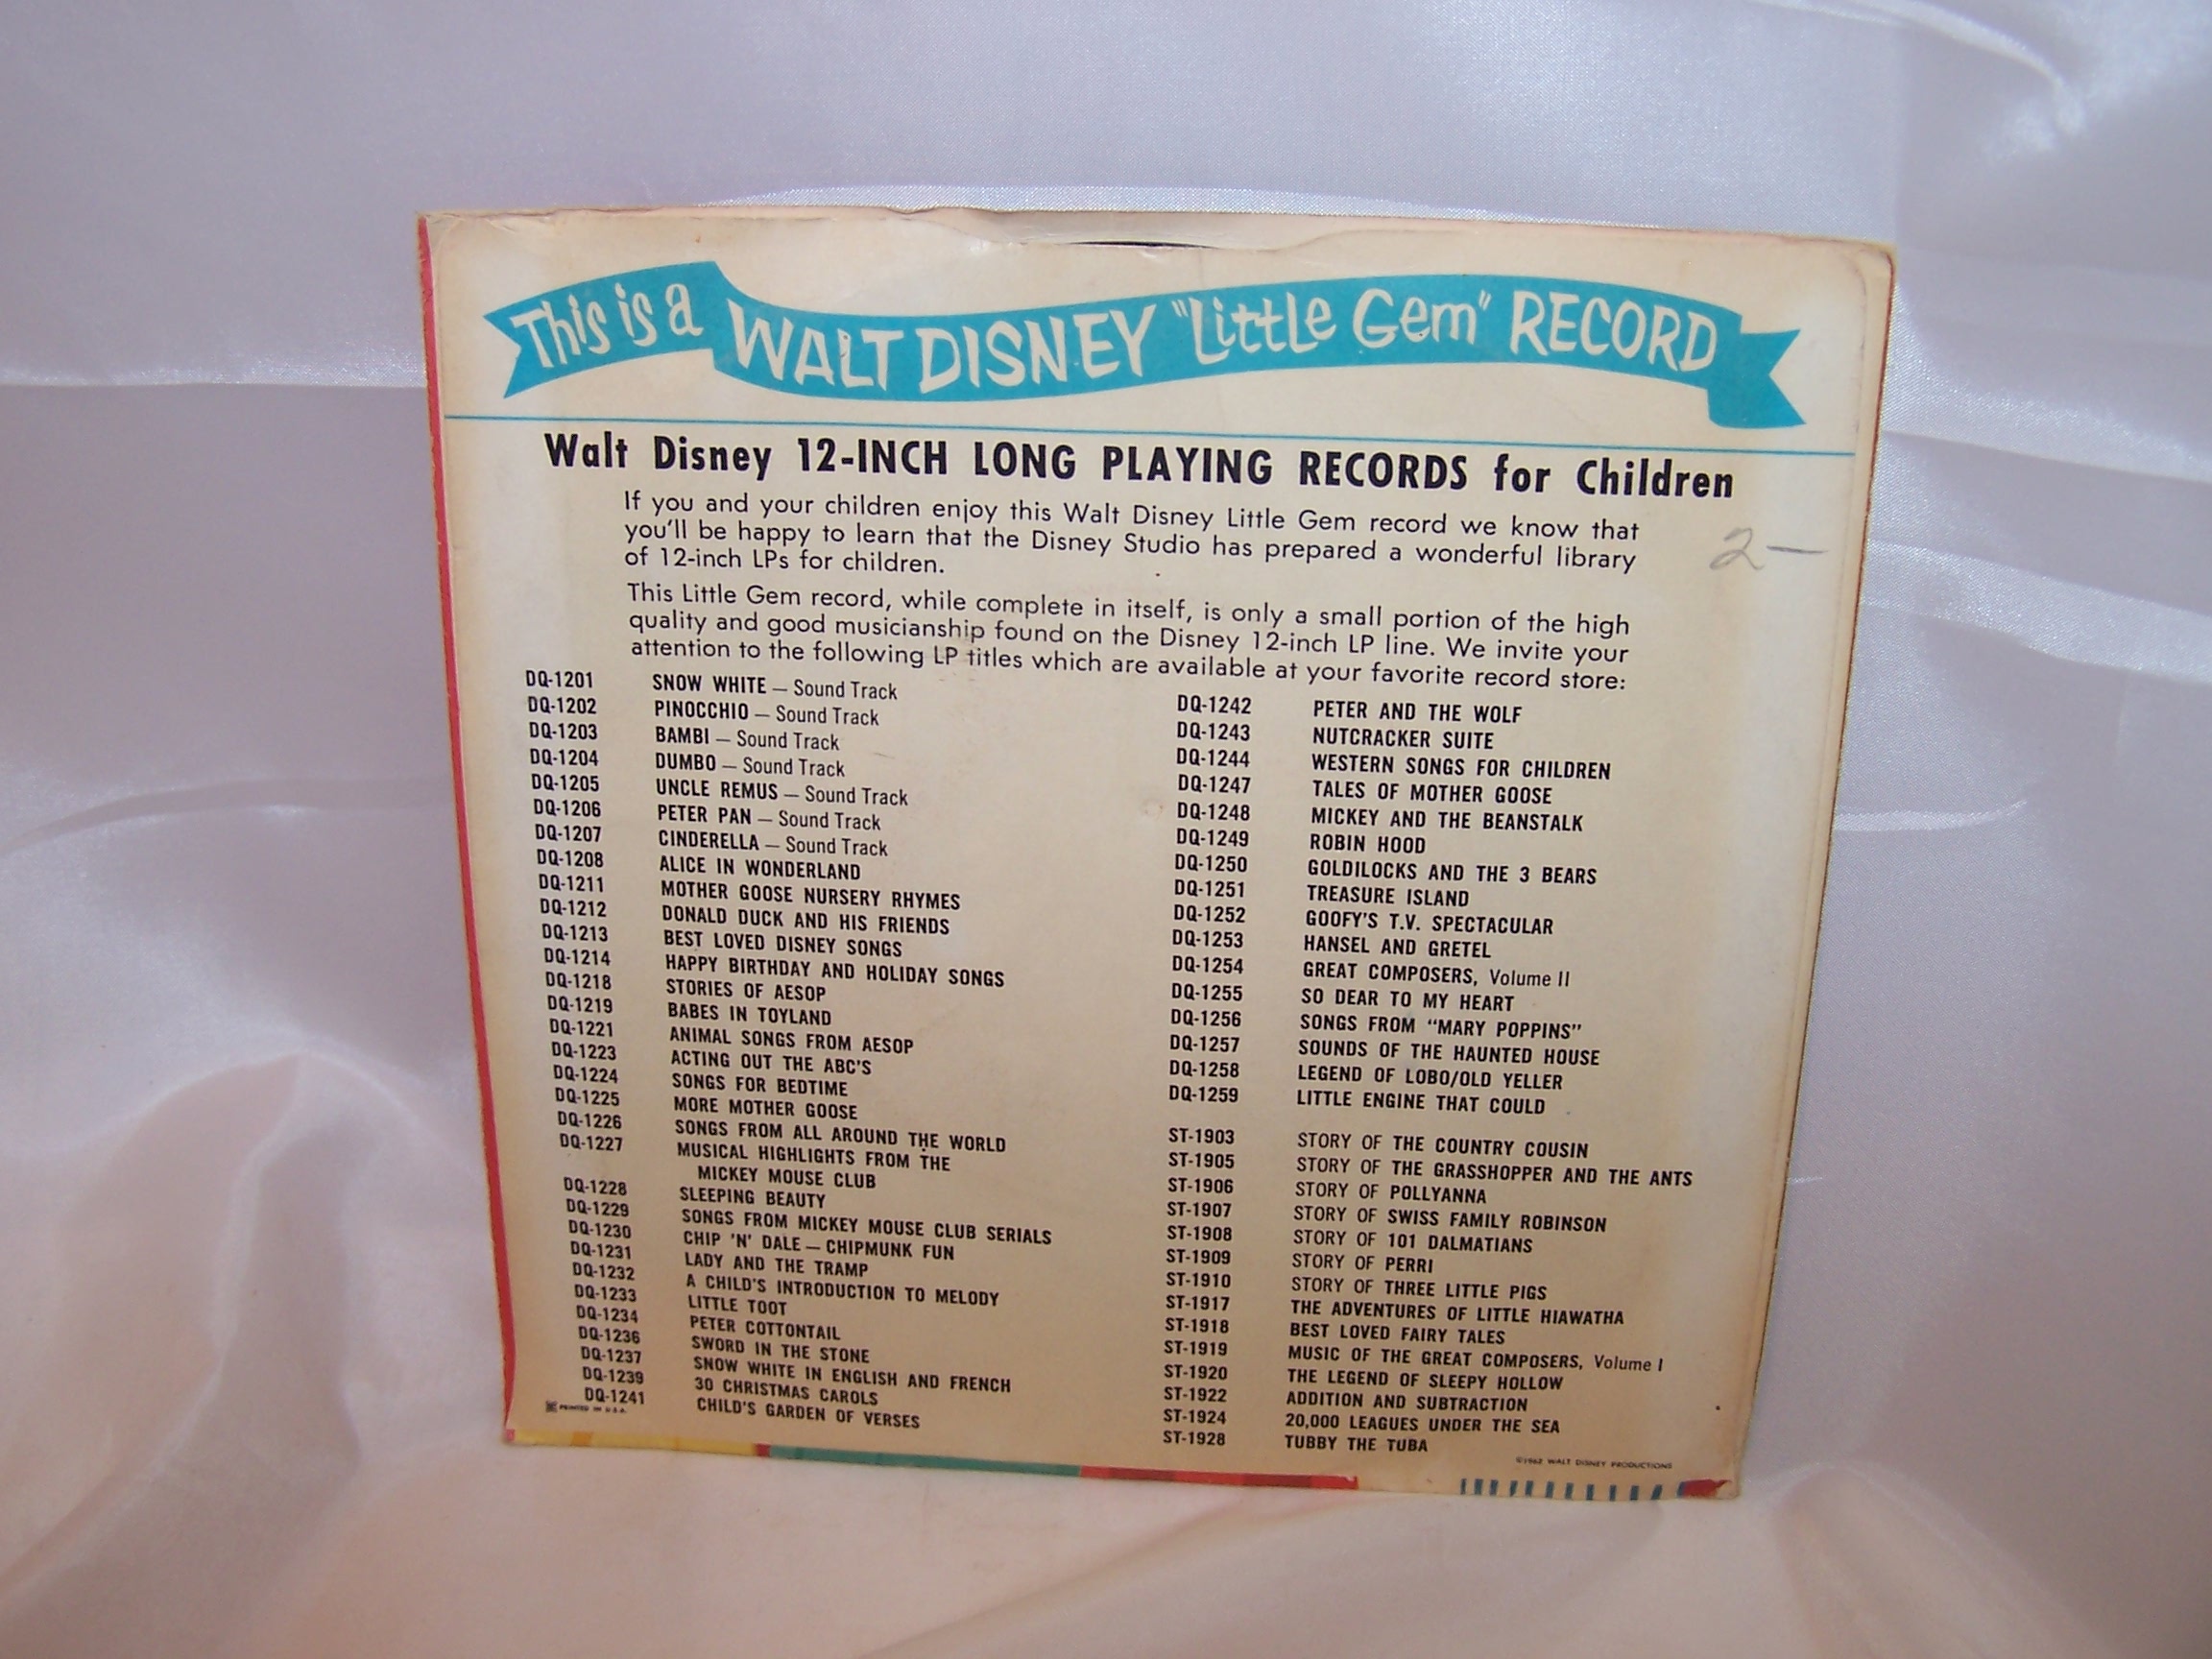 This is a WALT DISNEY "Little Gem" RECORD
Walt Disney 12-INCH LONG PLAYING RECORDS for Children
If you and your children enjoy this Walt Disney Little Gem record we know that
you'll be happy to learn that the Disney Studio has prepared a wonderful library
of 12-inch LPs for children.
2—
This Little Gem record, while complete in itself, is only a small portion of the high
quality and good musicianship found on the Disney 12-inch LP line. We invite your
attention to the following LP titles which are available at your favorite record store:
DQ-1201 SNOW WHITE — Sound Track
DQ-1202 PINOCCHIO — Sound Track
DQ-1203 BAMBI — Sound Track
DQ-1204 DUMBO — Sound Track
DQ-1205 UNCLE REMUS — Sound Track
DQ-1206 PETER PAN — Sound Track
DQ-1207 CINDERELLA — Sound Track
DQ-1208 ALICE IN WONDERLAND
DQ-1211 MOTHER GOOSE NURSERY RHYMES
DQ-1212 DONALD DUCK AND HIS FRIENDS
DQ-1213 BEST LOVED DISNEY SONGS
DQ-1214 HAPPY BIRTHDAY AND HOLIDAY SONGS
DQ-1218 STORIES OF AESOP
DQ-1219 BABES IN TOYLAND
DQ-1221 ANIMAL SONGS FROM AESOP
DQ-1223 ACTING OUT THE ABC'S
DQ-1224 SONGS FOR BEDTIME
DQ-1225 MORE MOTHER GOOSE
DQ-1226 SONGS FROM ALL AROUND THE WORLD
DQ-1227 MUSICAL HIGHLIGHTS FROM THE
MICKEY MOUSE CLUB
DQ-1228 SLEEPING BEAUTY
DQ-1229 SONGS FROM MICKEY MOUSE CLUB SERIALS
DQ-1230 CHIP 'N' DALE — CHIPMUNK FUN
DQ-1231 LADY AND THE TRAMP
DQ-1232 A CHILD'S INTRODUCTION TO MELODY
DQ-1233 LITTLE TOOT
DQ-1234 PETER COTTONTAIL
DQ-1236 SWORD IN THE STONE
DQ-1237 SNOW WHITE IN ENGLISH AND FRENCH
DQ-1239 30 CHRISTMAS CAROLS
DQ-1241 CHILD'S GARDEN OF VERSES
PRINTED IN U.S.A.
DQ-1242 PETER AND THE WOLF
DQ-1243 NUTCRACKER SUITE
DQ-1244 WESTERN SONGS FOR CHILDREN
DQ-1247 TALES OF MOTHER GOOSE
DQ-1248 MICKEY AND THE BEANSTALK
DQ-1249 ROBIN HOOD
DQ-1250 GOLDILOCKS AND THE 3 BEARS
DQ-1251 TREASURE ISLAND
DQ-1252 GOOFY'S T.V. SPECTACULAR
DQ-1253 HANSEL AND GRETEL
DQ-1254 GREAT COMPOSERS, Volume II
DQ-1255 SO DEAR TO MY HEART
DQ-1256 SONGS FROM "MARY POPPINS"
DQ-1257 SOUNDS OF THE HAUNTED HOUSE
DQ-1258 LEGEND OF LOBO/OLD YELLER
DQ-1259 LITTLE ENGINE THAT COULD
ST-1903 STORY OF THE COUNTRY COUSIN
ST-1905 STORY OF THE GRASSHOPPER AND THE ANTS
ST-1906 STORY OF POLLYANNA
ST-1907 STORY OF SWISS FAMILY ROBINSON
ST-1908 STORY OF 101 DALMATIANS
ST-1909 STORY OF PERRI
ST-1910 STORY OF THREE LITTLE PIGS
ST-1917 THE ADVENTURES OF LITTLE HIAWATHA
ST-1918 BEST LOVED FAIRY TALES
ST-1919 MUSIC OF THE GREAT COMPOSERS, Volume I
ST-1920 THE LEGEND OF SLEEPY HOLLOW
ST-1922 ADDITION AND SUBTRACTION
ST-1924 20,000 LEAGUES UNDER THE SEA
ST-1928 TUBBY THE TUBA
©1962 WALT DISNEY PRODUCTIONS